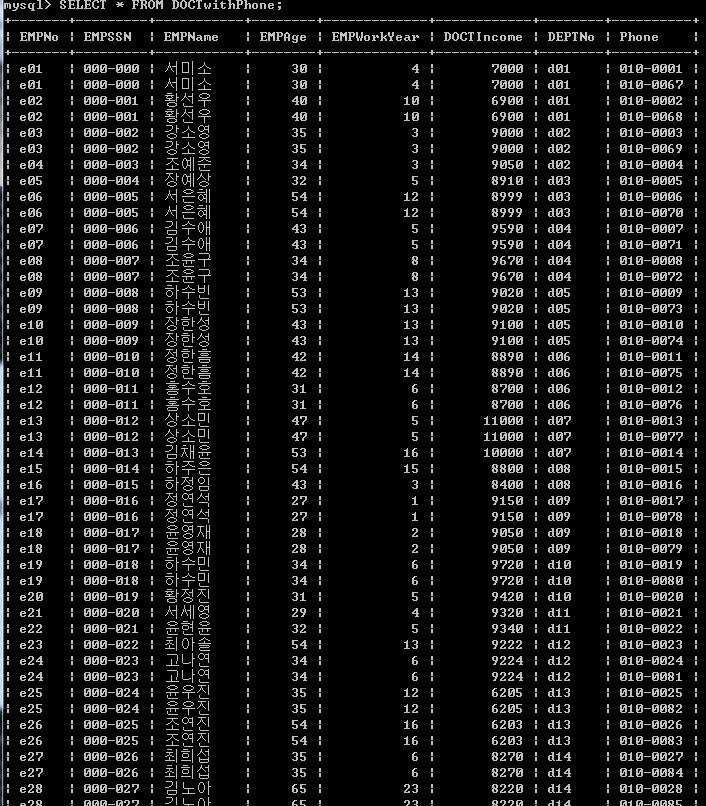 mysql> SELECT * FROM DOCTwithPhone;
| EMPNo | EMPSSN | EMPName | EMPAge | EMPWorkYear | DOCTIncome | DEPTNo | Phone |
| e01 | 000-000 | 서미소 | 30 | 4 | 7000 | d01 | 010-0001 |
| e01 | 000-000 | 서미소 | 30 | 4 | 7000 | d01 | 010-0067 |
| e02 | 000-001 | 황선우 | 40 | 10 | 6900 | d01 | 010-0002 |
| e02 | 000-001 | 황선우 | 40 | 10 | 6900 | d01 | 010-0068 |
| e03 | 000-002 | 강소영 | 35 | 3 | 9000 | d02 | 010-0003 |
| e03 | 000-002 | 강소영 | 35 | 3 | 9000 | d02 | 010-0069 |
| e04 | 000-003 | 조예준 | 34 | 3 | 9050 | d02 | 010-0004 |
| e05 | 000-004 | 장예상 | 32 | 5 | 8910 | d03 | 010-0005 |
| e06 | 000-005 | 서은혜 | 54 | 12 | 8999 | d03 | 010-0006 |
| e06 | 000-005 | 서은혜 | 54 | 12 | 8999 | d03 | 010-0070 |
| e07 | 000-006 | 김수애 | 43 | 5 | 9590 | d04 | 010-0007 |
| e07 | 000-006 | 김수애 | 43 | 5 | 9590 | d04 | 010-0071 |
| e08 | 000-007 | 조윤구 | 34 | 8 | 9670 | d04 | 010-0008 |
| e08 | 000-007 | 조윤구 | 34 | 8 | 9670 | d04 | 010-0072 |
| e09 | 000-008 | 하수빈 | 53 | 13 | 9020 | d05 | 010-0009 |
| e09 | 000-008 | 하수빈 | 53 | 13 | 9020 | d05 | 010-0073 |
| e10 | 000-009 | 장한성 | 43 | 13 | 9100 | d05 | 010-0010 |
| e10 | 000-009 | 장한성 | 43 | 13 | 9100 | d05 | 010-0074 |
| e11 | 000-010 | 정한흠 | 42 | 14 | 8890 | d06 | 010-0011 |
| e11 | 000-010 | 정한흠 | 42 | 14 | 8890 | d06 | 010-0075 |
| e12 | 000-011 | 홍수호 | 31 | 6 | 8700 | d06 | 010-0012 |
| e12 | 000-011 | 홍수호 | 31 | 6 | 8700 | d06 | 010-0076 |
| e13 | 000-012 | 상소민 | 47 | 5 | 11000 | d07 | 010-0013 |
| e13 | 000-012 | 상소민 | 47 | 5 | 11000 | d07 | 010-0077 |
| e14 | 000-013 | 김채윤 | 53 | 16 | 10000 | d07 | 010-0014 |
| e15 | 000-014 | 하주은 | 54 | 15 | 8800 | d08 | 010-0015 |
| e16 | 000-015 | 하정임 | 43 | 3 | 8400 | d08 | 010-0016 |
| e17 | 000-016 | 정연석 | 27 | 1 | 9150 | d09 | 010-0017 |
| e17 | 000-016 | 정연석 | 27 | 1 | 9150 | d09 | 010-0078 |
| e18 | 000-017 | 윤영재 | 28 | 2 | 9050 | d09 | 010-0018 |
| e18 | 000-017 | 윤영재 | 28 | 2 | 9050 | d09 | 010-0079 |
| e19 | 000-018 | 하수민 | 34 | 6 | 9720 | d10 | 010-0019 |
| e19 | 000-018 | 하수민 | 34 | 6 | 9720 | d10 | 010-0080 |
| e20 | 000-019 | 황정진 | 31 | 5 | 9420 | d10 | 010-0020 |
| e21 | 000-020 | 서세영 | 29 | 4 | 9320 | d11 | 010-0021 |
| e22 | 000-021 | 윤현윤 | 32 | 5 | 9340 | d11 | 010-0022 |
| e23 | 000-022 | 최아솔 | 54 | 13 | 9222 | d12 | 010-0023 |
| e24 | 000-023 | 고나연 | 34 | 6 | 9224 | d12 | 010-0024 |
| e24 | 000-023 | 고나연 | 34 | 6 | 9224 | d12 | 010-0081 |
| e25 | 000-024 | 윤우진 | 35 | 12 | 6205 | d13 | 010-0025 |
| e25 | 000-024 | 윤우진 | 35 | 12 | 6205 | d13 | 010-0082 |
| e26 | 000-025 | 조연진 | 54 | 16 | 6203 | d13 | 010-0026 |
| e26 | 000-025 | 조연진 | 54 | 16 | 6203 | d13 | 010-0083 |
| e27 | 000-026 | 최희섭 | 35 | 6 | 8270 | d14 | 010-0027 |
| e27 | 000-026 | 최희섭 | 35 | 6 | 8270 | d14 | 010-0084 |
| e28 | 000-027 | 김노아 | 65 | 23 | 8220 | d14 | 010-0028 |
| e28 | 000-027 | 김노아 | 65 | 23 | 8220 | d14 | 010-0085 |